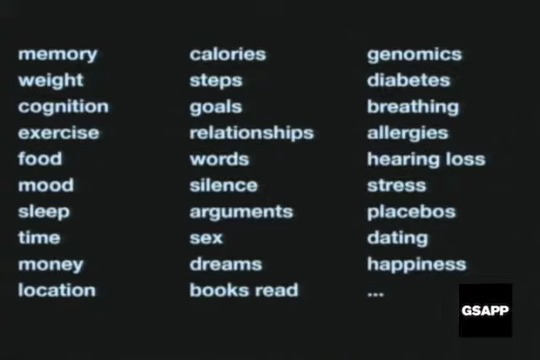 memory
weight
cognition
exercise
food
mood
sleep
time
money
location
calories
steps
goals
relationships
words
silence
arguments
sex
dreams
books read
genomics
diabetes
breathing
allergies
hearing loss
stress
placebos
dating
happiness
...
GSAPP